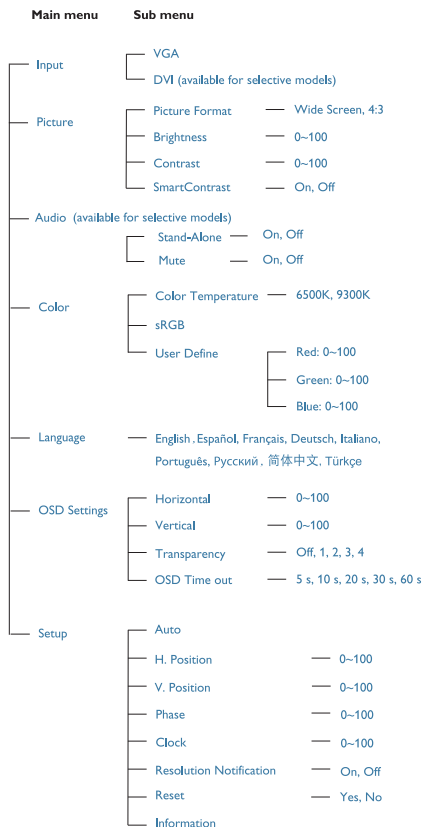 Main menu Sub menu
Input
VGA
DVI (available for selective models)
Picture
Picture Format Wide Screen, 4:3
Brightness 0~100
Contrast 0~100
SmartContrast On, Off
Audio (available for selective models)
Stand-Alone On, Off
Mute On, Off
Color
Color Temperature 6500K, 9300K
sRGB
User Define Red: 0~100
Green: 0~100
Blue: 0~100
Language English , Español, Français, Deutsch, Italiano,
Português, Русский , 简体中文, Türkçe
OSD Settings
Horizontal 0~100
Vertical 0~100
Transparency Off, 1, 2, 3, 4
OSD Time out 5 s, 10 s, 20 s, 30 s, 60 s
Setup Auto
H. Position 0~100
V. Position 0~100
Phase 0~100
Clock 0~100
Resolution Notification On, Off
Reset Yes, No
Information